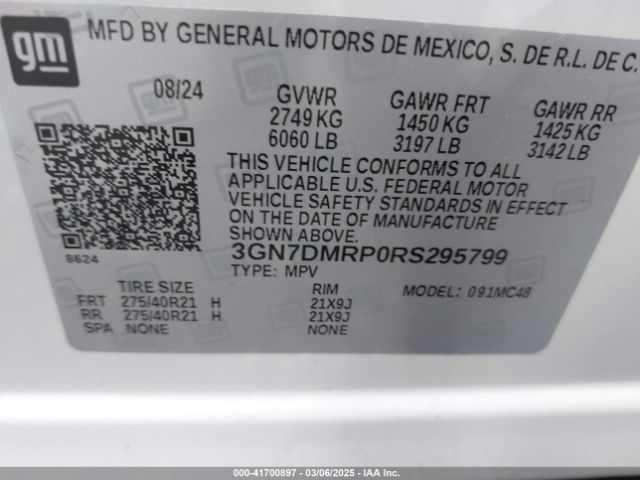 gm
MFD BY GENERAL MOTORS DE MEXICO, S. DE R.L. DE C.
08/24 GVWR GAWR FRT GAWR RR
2749 KG 1450 KG 1425 KG
6060 LB 3197 LB 3142 LB
THIS VEHICLE CONFORMS TO ALL
APPLICABLE U.S. FEDERAL MOTOR
VEHICLE SAFETY STANDARDS IN EFFECT
ON THE DATE OF MANUFACTURE
SHOWN ABOVE
B624 3GN7DMRP0RS295799
TYPE: MPV
TIRE SIZE RIM MODEL: 091MC48
FRT 275/40R21 H 21X9J
RR 275/40R21 H 21X9J
SPA NONE NONE
000-41700897 | 03/06/2025 - IAA Inc.